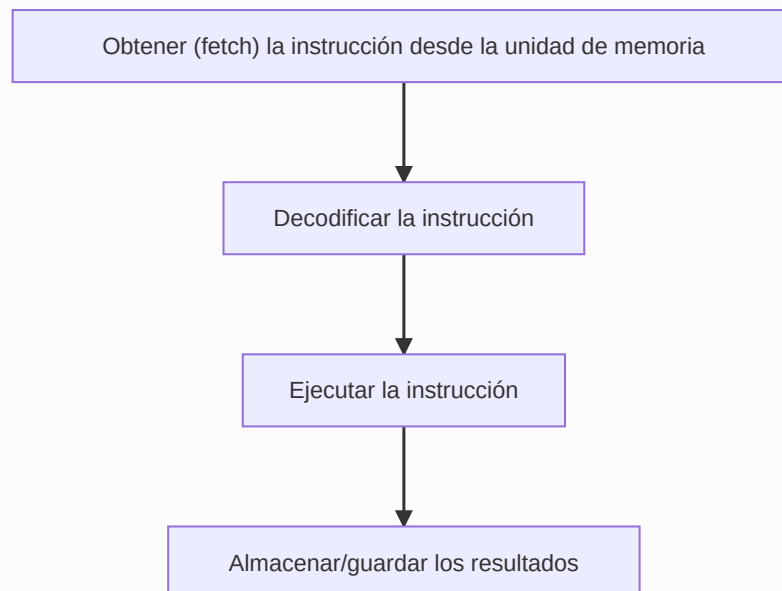 Obtener (fetch) la instrucción desde la unidad de memoria
Decodificar la instrucción
Ejecutar la instrucción
Almacenar/guardar los resultados